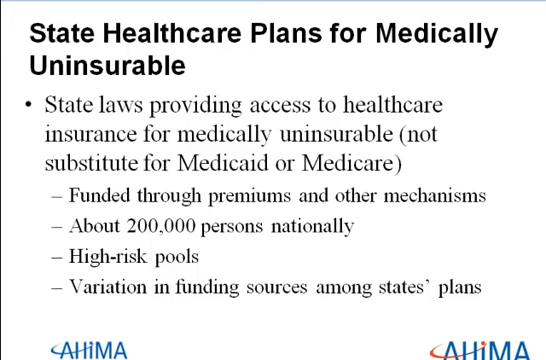 State Healthcare Plans for Medically
Uninsurable
• State laws providing access to healthcare
insurance for medically uninsurable (not
substitute for Medicaid or Medicare)
– Funded through premiums and other mechanisms
– About 200,000 persons nationally
– High-risk pools
– Variation in funding sources among states’ plans
AHiMA
AHiMA